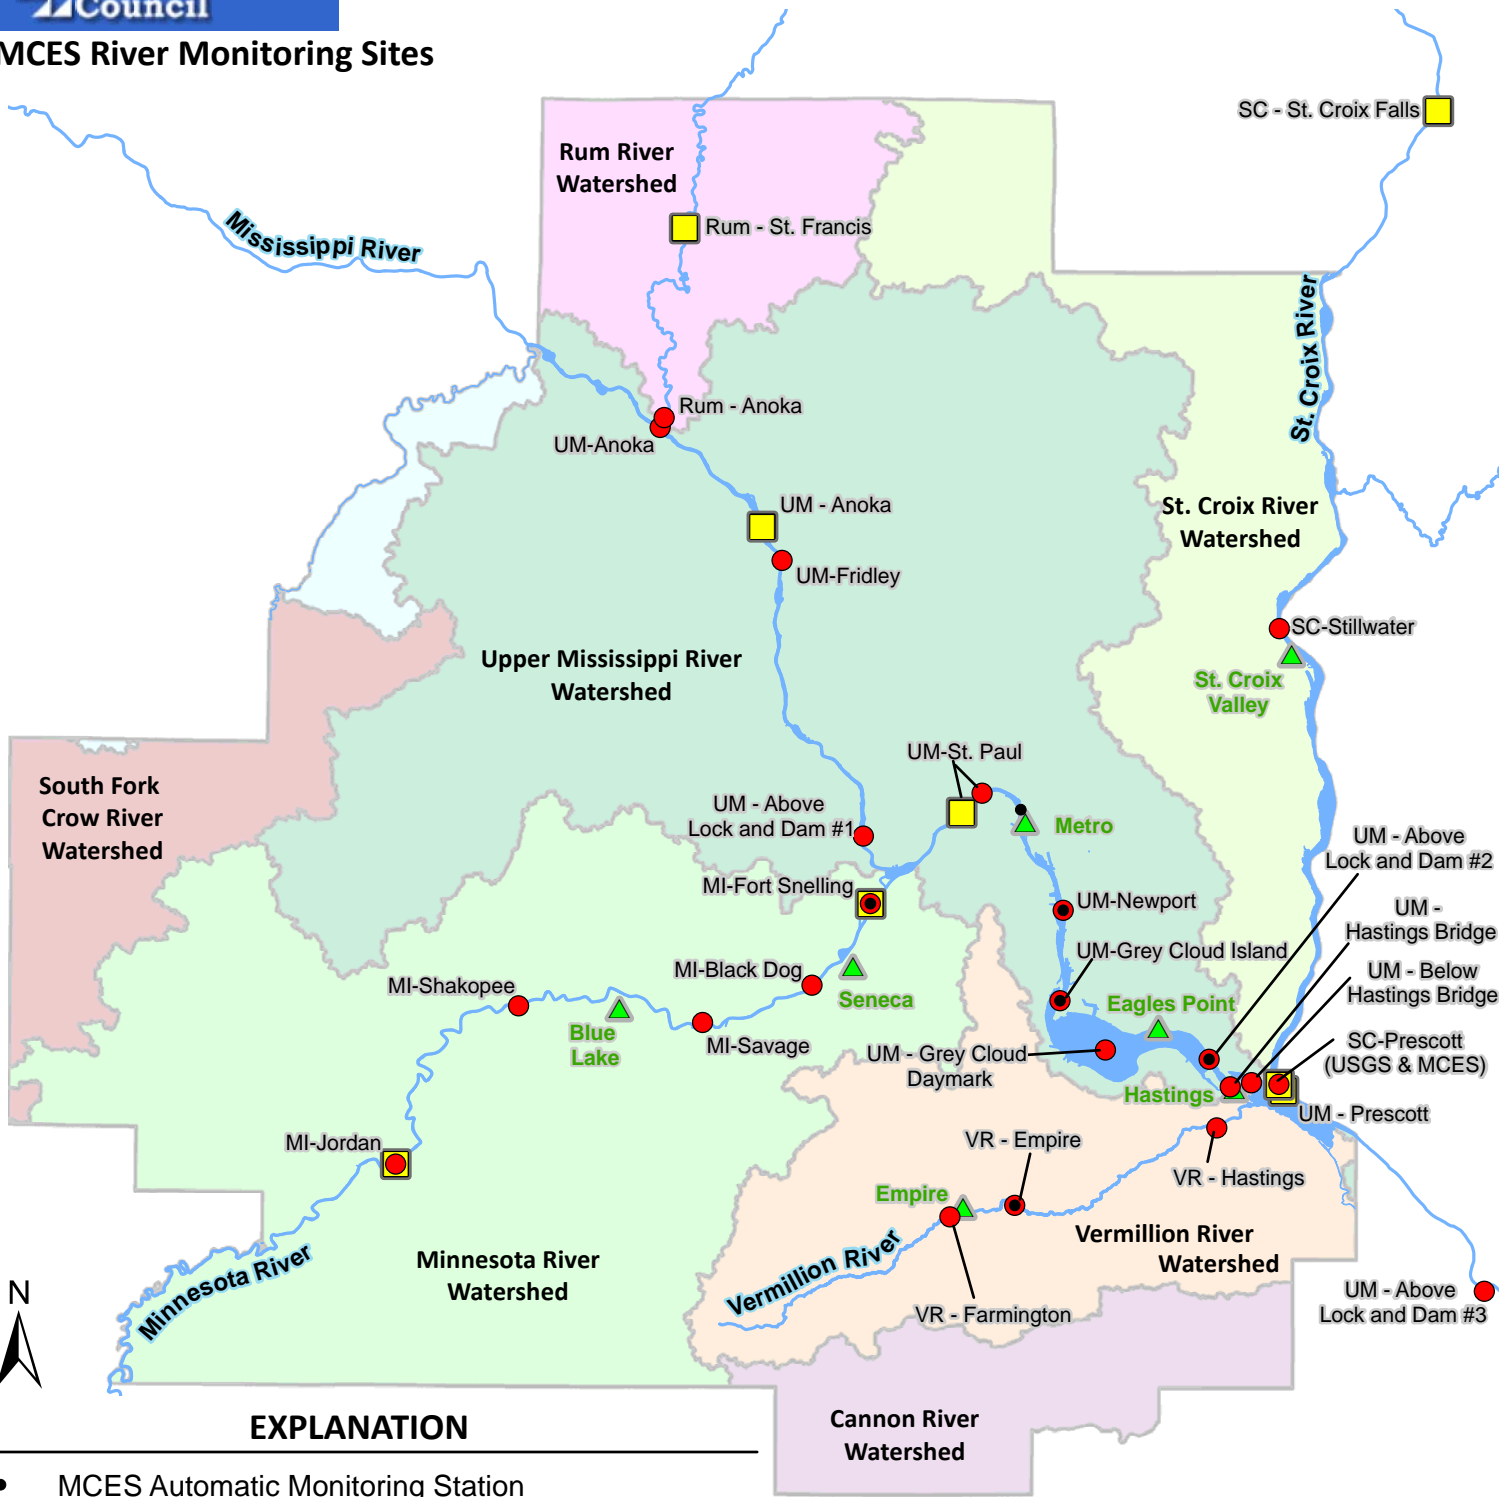 Council
MCES River Monitoring Sites
SC - St. Croix Falls
Rum River
Watershed
Rum - St. Francis
Mississippi River
St. Croix River
Rum - Anoka
UM-Anoka
UM - Anoka
St. Croix River
Watershed
UM-Fridley
SC-Stillwater
Upper Mississippi River
Watershed
St. Croix
Valley
UM-St. Paul
South Fork
Crow River
Watershed
UM - Above
Lock and Dam #1
Metro
UM - Above
Lock and Dam #2
MI-Fort Snelling
UM-Newport
UM -
Hastings Bridge
UM-Grey Cloud Island
MI-Black Dog
UM - Below
Hastings Bridge
MI-Shakopee
Seneca
Eagles Point
Blue
Lake
MI-Savage
UM - Grey Cloud
Daymark
SC-Prescott
(USGS & MCES)
Hastings
UM - Prescott
MI-Jordan
VR - Empire
VR - Hastings
Empire
Vermillion River
Watershed
Minnesota River
Watershed
Minnesota River
Vermillion River
N
VR - Farmington
UM - Above
Lock and Dam #3
Cannon River
Watershed
EXPLANATION
MCES Automatic Monitoring Station